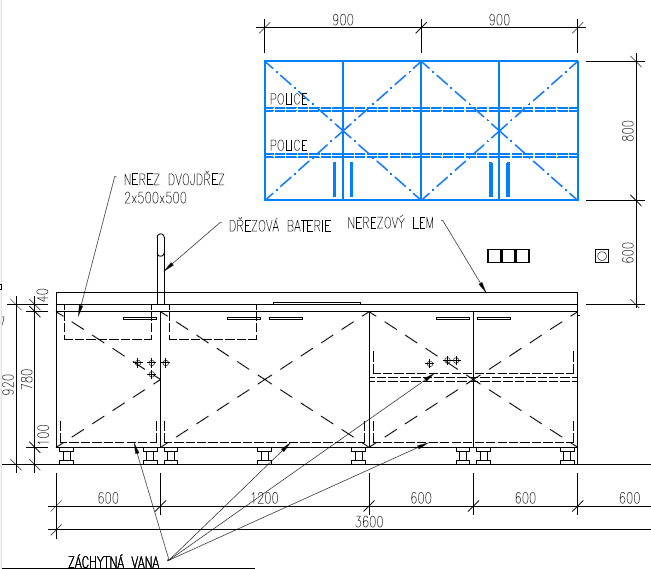 900
900
POLICE
800
POLICE
NEREZ DVOJDŘEZ
2x500x500
DŘEZOVÁ BATERIE
NEREZOVÝ LEM
600
40
920
780
100
600
1200
600
600
600
3600
ZÁCHYTNÁ VANA